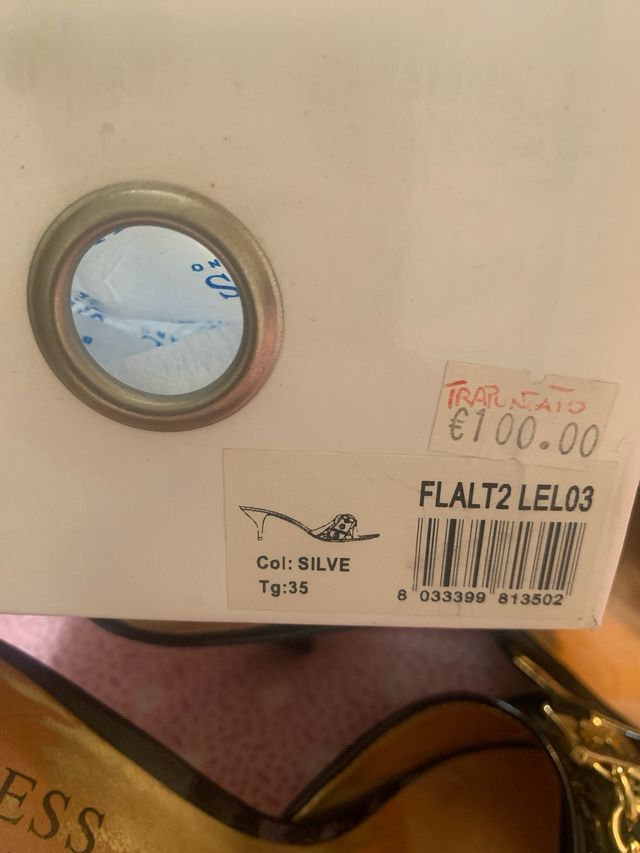 TRAPUNTATO
€100.00
FLALT2 LEL03
Col: SILVE
Tg:35
8 033399 813502
ESS